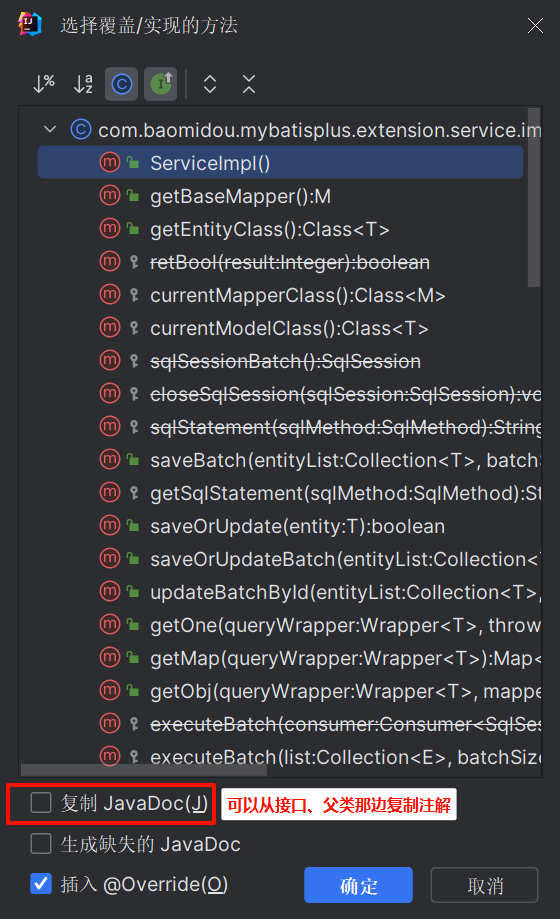 选择覆盖/实现的方法
com.baomidou.mybatisplus.extension.service.im
ServiceImpl()
getBaseMapper():M
getEntityClass():Class<T>
retBool(result:Integer):boolean
currentMapperClass():Class<M>
currentModelClass():Class<T>
sqlSessionBatch():SqlSession
closeSqlSession(sqlSession:SqlSession):vo
sqlStatement(sqlMethod:SqlMethod):String
saveBatch(entityList:Collection<T>, batchS
getSqlStatement(sqlMethod:SqlMethod):St
saveOrUpdate(entity:T):boolean
saveOrUpdateBatch(entityList:Collection<T
updateBatchById(entityList:Collection<T>,
getOne(queryWrapper:Wrapper<T>, throw
getMap(queryWrapper:Wrapper<T>):Map<
getObj(queryWrapper:Wrapper<T>, mappe
executeBatch(consumer:Consumer<SqlSes
executeBatch(list:Collection<E>, batchSize
复制 JavaDoc(J) 可以从接口、父类那边复制注解
生成缺失的 JavaDoc
插入 @Override(O) 确定 取消